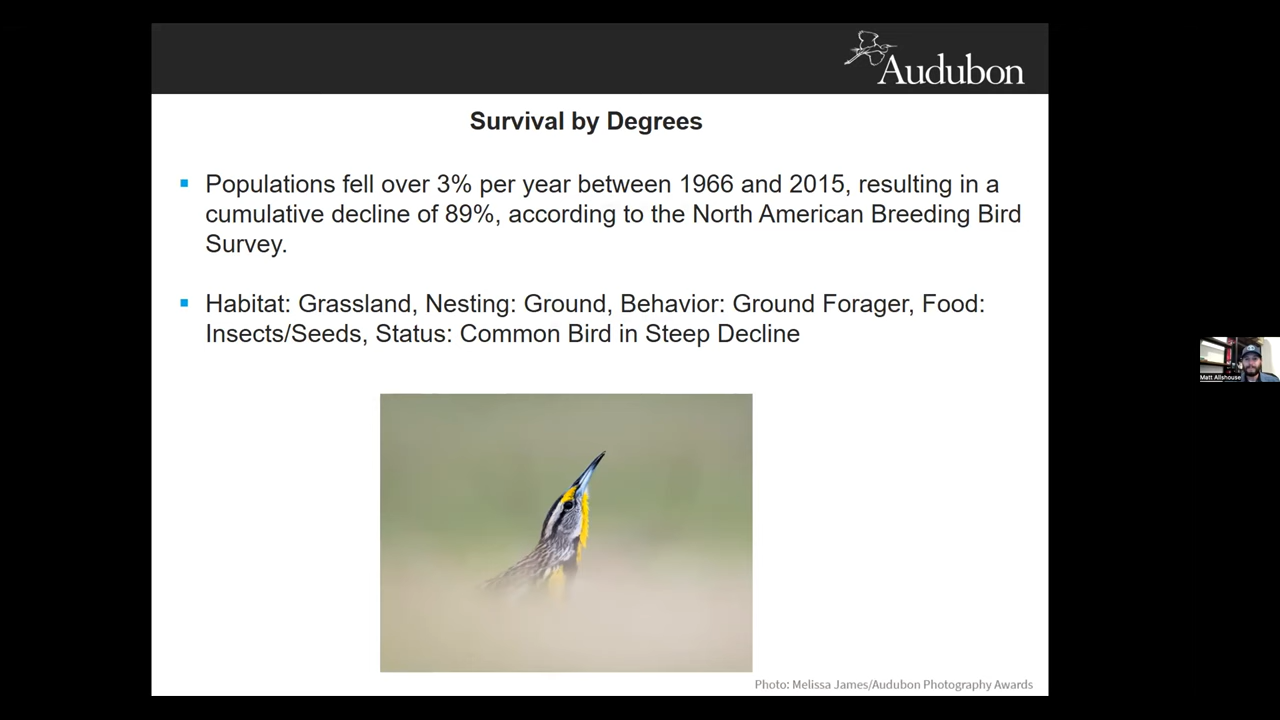 Audubon
Survival by Degrees
Populations fell over 3% per year between 1966 and 2015, resulting in a
cumulative decline of 89%, according to the North American Breeding Bird
Survey.
Habitat: Grassland, Nesting: Ground, Behavior: Ground Forager, Food:
Insects/Seeds, Status: Common Bird in Steep Decline
Matt Allshouse
Photo: Melissa James/Audubon Photography Awards